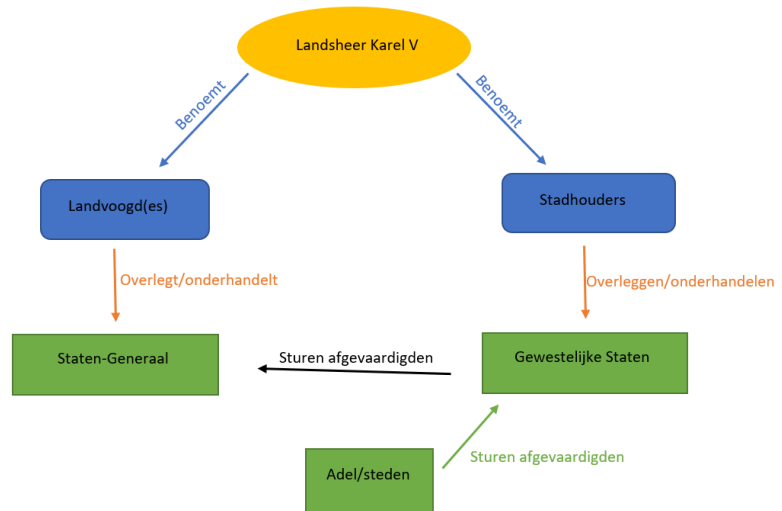 Landsheer Karel V
Benoemt
Benoemt
Landvoogd(es)
Stadhouders
Overlegt/onderhandelt
Overleggen/onderhandelen
Staten-Generaal
Sturen afgevaardigden
Gewestelijke Staten
Adel/steden
Sturen afgevaardigden